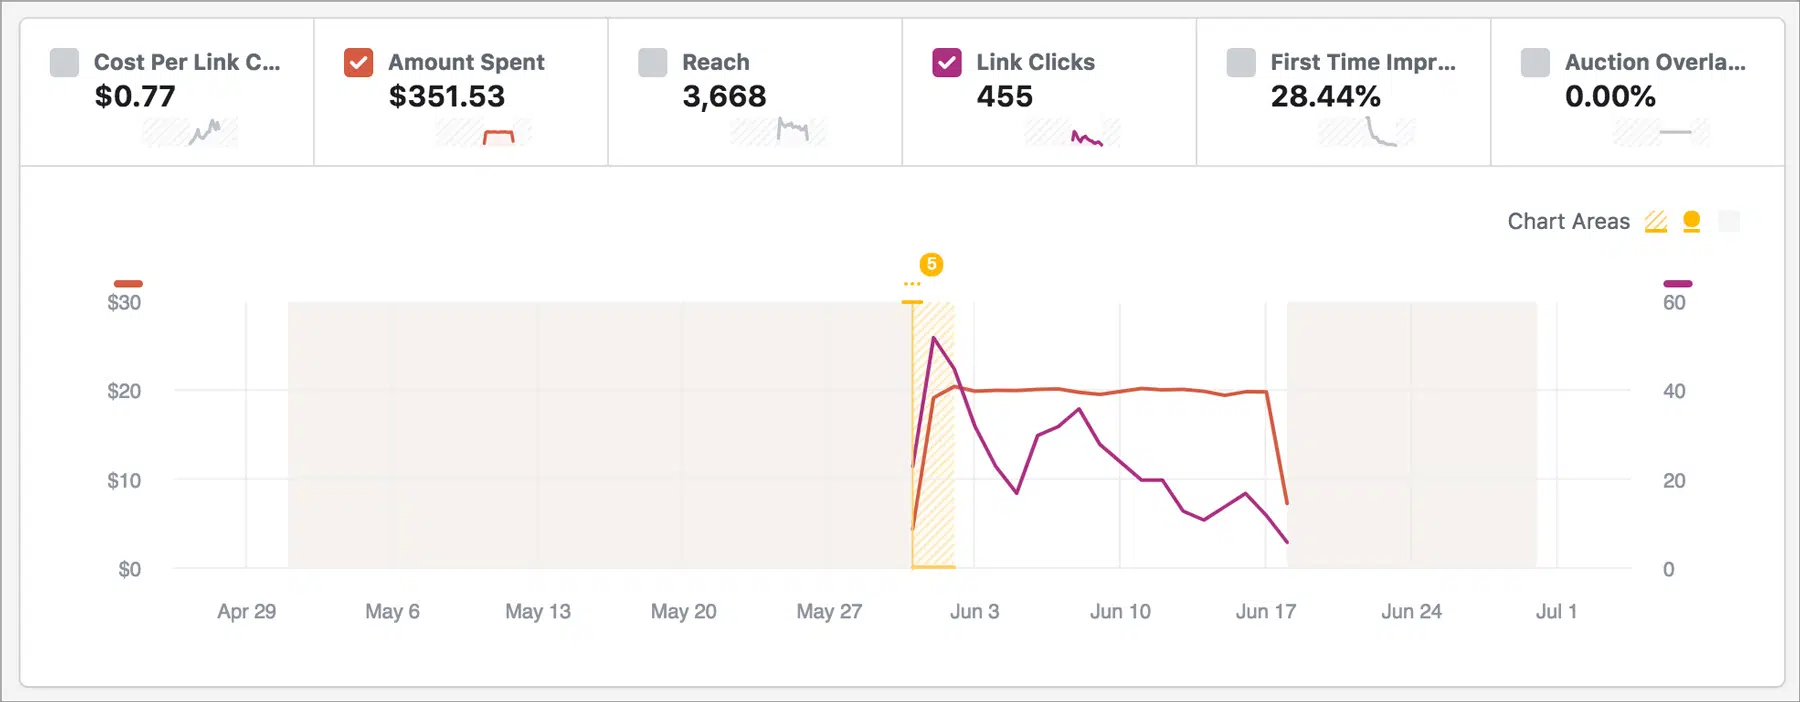 Cost Per Link C...
$0.77
Amount Spent
$351.53
Reach
3,668
Link Clicks
455
First Time Impr...
28.44%
Auction Overla...
0.00%
Chart Areas
5
$30
$20
$10
$0
60
40
20
0
Apr 29
May 6
May 13
May 20
May 27
Jun 3
Jun 10
Jun 17
Jun 24
Jul 1